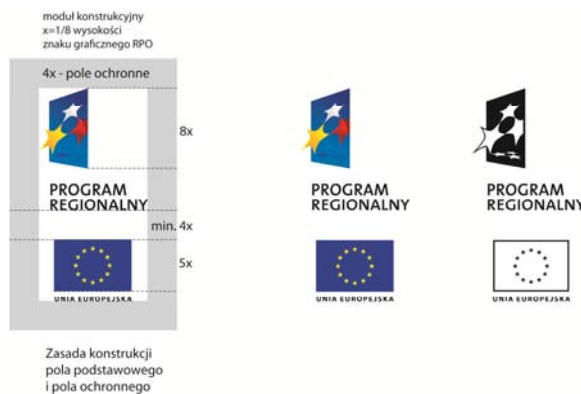 moduł konstrukcyjny
x=1/8 wysokości
znaku graficznego RPO
4x - pole ochronne
8x
PROGRAM
REGIONALNY
min. 4x
5x
UNIA EUROPEJSKA
Zasada konstrukcji
pola podstawowego
i pola ochronnego
PROGRAM
REGIONALNY
UNIA EUROPEJSKA
PROGRAM
REGIONALNY
UNIA EUROPEJSKA